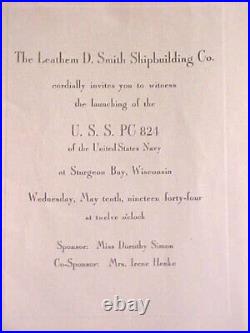 The Leathem D. Smith Shipbuilding Co.
cordially invites you to witness
the launching of the
U. S. S. PC 824
of the United States Navy
at Sturgeon Bay, Wisconsin
Wednesday, May tenth, nineteen forty-four
at twelve o'clock
Sponsor: Miss Dorothy Simon
Co-Sponsor: Mrs. Irene Henke